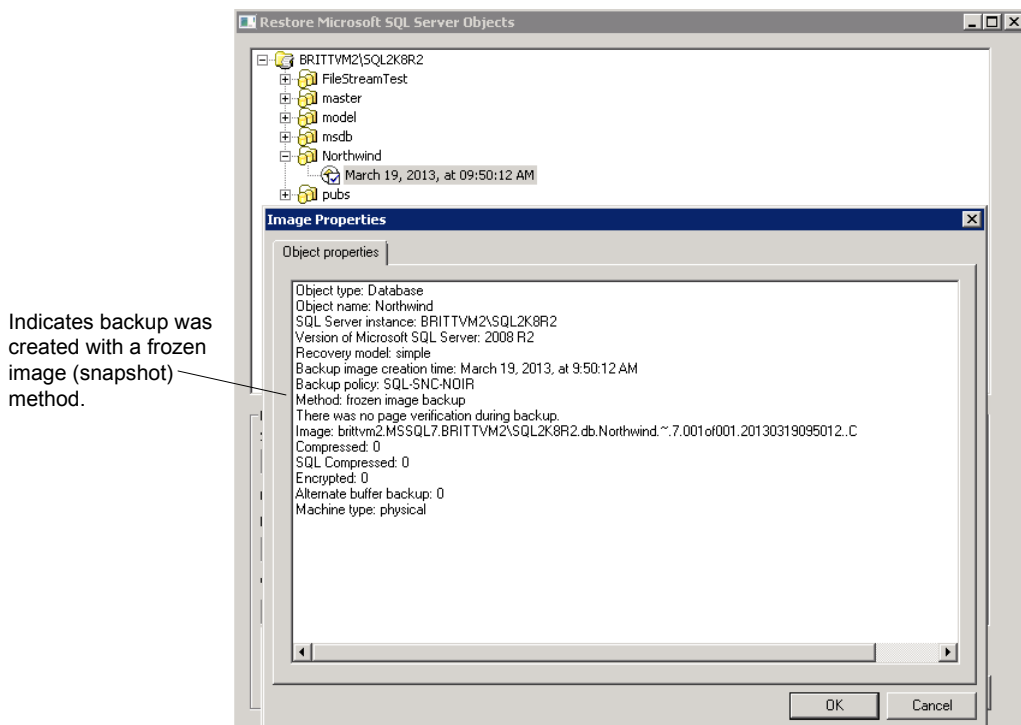 Restore Microsoft SQL Server Objects
BRITTVM2\SQL2K8R2
FileStreamTest
master
model
msdb
Northwind
March 19, 2013, at 09:50:12 AM
pubs
Image Properties
Object properties
Object type: Database
Object name: Northwind
SQL Server instance: BRITTVM2\SQL2K8R2
Version of Microsoft SQL Server: 2008 R2
Recovery model: simple
Backup image creation time: March 19, 2013, at 9:50:12 AM
Backup policy: SQL-SNC-NOIR
Method: frozen image backup
There was no page verification during backup.
Image: brittvm2.MSSQL7.BRITTVM2\SQL2K8R2.db.Northwind.~.7.001of001.20130319095012..C
Compressed: 0
SQL Compressed: 0
Encrypted: 0
Alternate buffer backup: 0
Machine type: physical
OK
Cancel
Indicates backup was
created with a frozen
image (snapshot)
method.